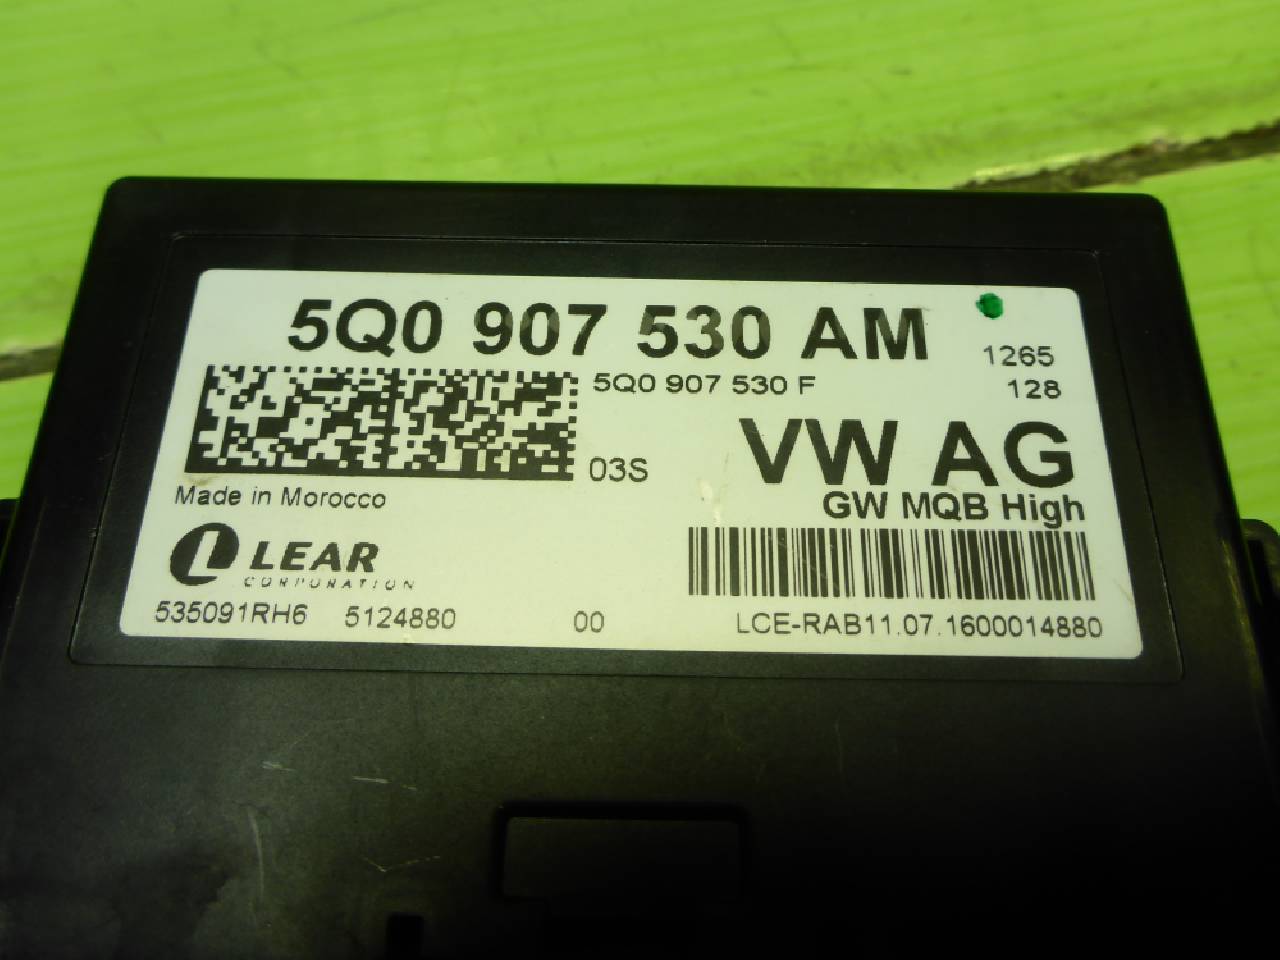 5Q0 907 530 AM
1265
5Q0 907 530 F
128
VW AG
03S
GW MQB High
Made in Morocco
LEAR
CORPORATION
535091RH6 5124880 00 LCE-RAB11.07.1600014880